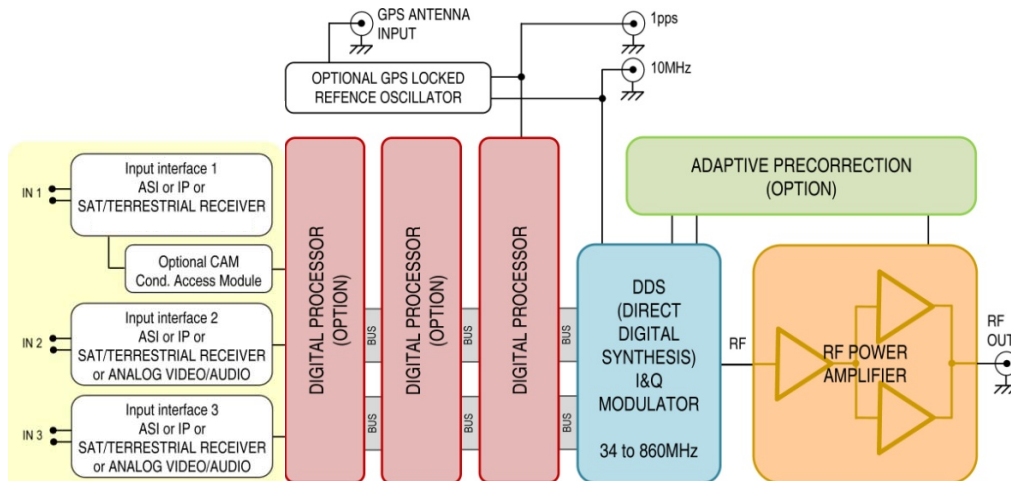 GPS ANTENNA
INPUT
1pps
OPTIONAL GPS LOCKED
REFENCE OSCILLATOR
10MHz
IN 1
Input interface 1
ASI or IP or
SAT/TERRESTRIAL RECEIVER
Optional CAM
Cond. Access Module
IN 2
Input interface 2
ASI or IP or
SAT/TERRESTRIAL RECEIVER
or ANALOG VIDEO/AUDIO
IN 3
Input interface 3
ASI or IP or
SAT/TERRESTRIAL RECEIVER
or ANALOG VIDEO/AUDIO
DIGITAL PROCESSOR
(OPTION)
BUS
BUS
DIGITAL PROCESSOR
(OPTION)
BUS
BUS
DIGITAL PROCESSOR
BUS
BUS
DDS
(DIRECT
DIGITAL
SYNTHESIS)
I&Q
MODULATOR
34 to 860MHz
ADAPTIVE PRECORRECTION
(OPTION)
RF
RF POWER
AMPLIFIER
RF
OUT